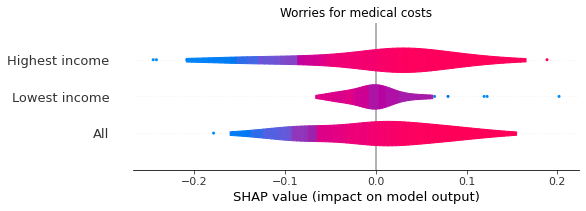 Worries for medical costs
Highest income
Lowest income
All
−0.2 −0.1 0.0 0.1 0.2
SHAP value (impact on model output)